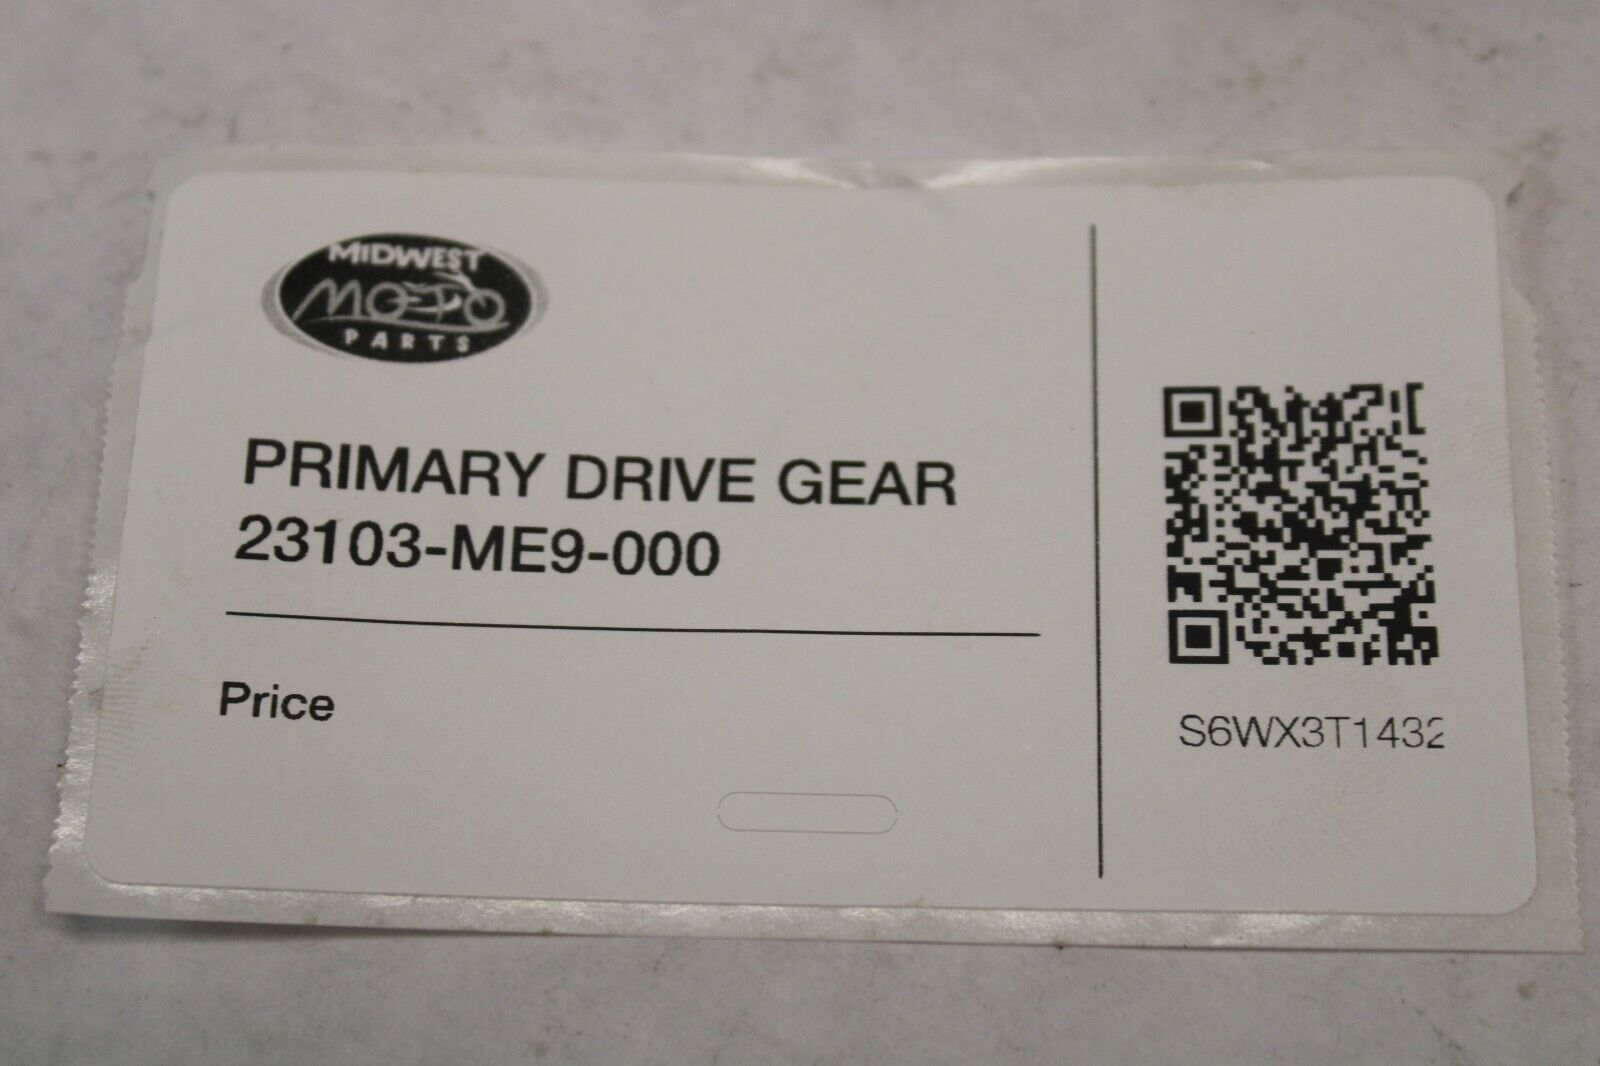 MIDWEST
MOTO
PARTS
PRIMARY DRIVE GEAR
23103-ME9-000
Price
S6WX3T1432